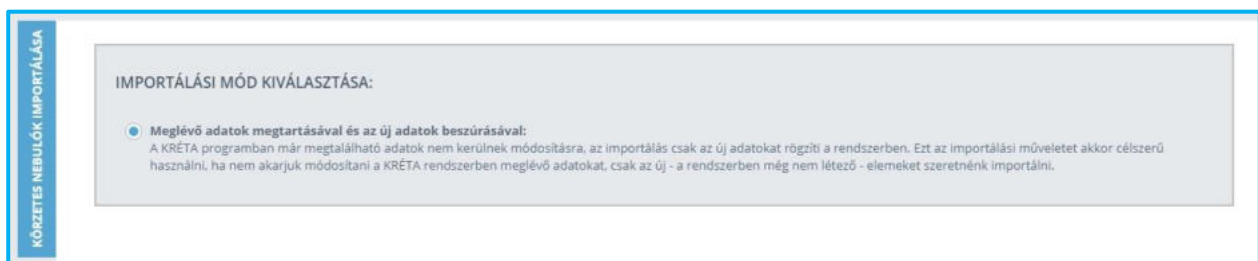 KÖRZETES NEBULÓK IMPORTÁLÁSA
IMPORTÁLÁSI MÓD KIVÁLASZTÁSA:
Meglévő adatok megtartásával és az új adatok beszúrásával:
A KRÉTA programban már megtalálható adatok nem kerülnek módosításra, az importálás csak az új adatokat rögzíti a rendszerben. Ezt az importálási műveletet akkor célszerű
használni, ha nem akarjuk módosítani a KRÉTA rendszerben meglévő adatokat, csak az új - a rendszerben még nem létező - elemeket szeretnénk importálni.